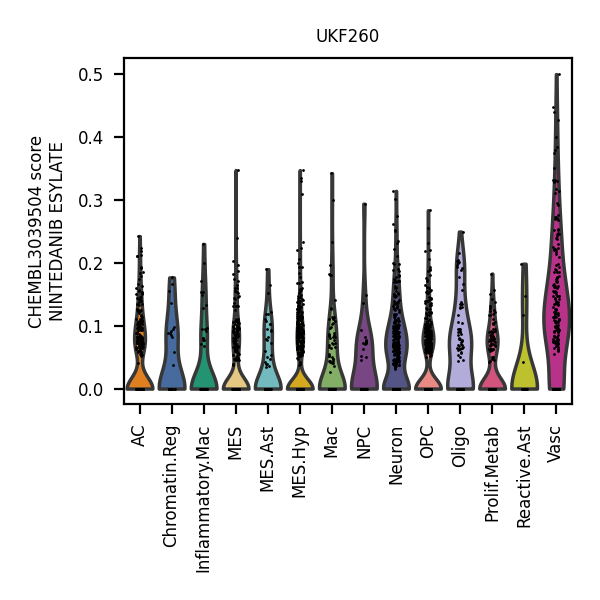 UKF260
CHEMBL3039504 score
NINTEDANIB ESYLATE
0.5
0.4
0.3
0.2
0.1
0.0
AC
Chromatin.Reg
Inflammatory.Mac
MES
MES.Ast
MES.Hyp
Mac
NPC
Neuron
OPC
Oligo
Prolif.Metab
Reactive.Ast
Vasc